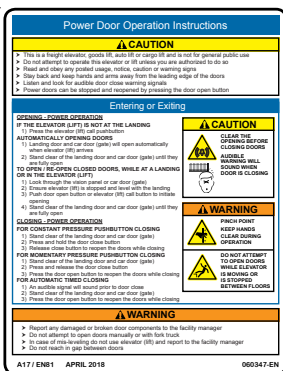 Power Door Operation Instructions
CAUTION
➤ This is a freight elevator, goods lift, auto lift or cargo lift and is not for general public use
➤ Do not attempt to operate this elevator or lift unless you are authorized to do so
➤ Read and obey any posted usage, notice, caution or warning signs
➤ Stay back and keep hands and arms away from the leading edge of the doors
➤ Listen and look for audible door close warning signals
➤ Power doors can be stopped and reopened by pressing the door open button
Entering or Exiting
OPENING - POWER OPERATION
IF THE ELEVATOR (LIFT) IS NOT AT THE LANDING
1) Press the elevator (lift) call pushbutton
AUTOMATICALLY OPENING DOORS
1) Landing door and car door (gate) will open automatically
when elevator (lift) arrives
2) Stand clear of the landing door and car door (gate) until they
are fully open
TO OPEN / RE-OPEN CLOSED DOORS, WHILE AT A LANDING
OR IN THE ELEVATOR (LIFT)
1) Look through the vision panel or car door (gate)
2) Ensure elevator (lift) is stopped and level with the landing
3) Push door open button or elevator (lift) call button to initiate
opening
4) Stand clear of the landing door and car door (gate) until they
are fully open
CLOSING - POWER OPERATION
FOR CONSTANT PRESSURE PUSHBUTTON CLOSING
1) Stand clear of the landing door and car door (gate)
2) Press and hold the door close button
3) Release close button to reopen the doors while closing
FOR MOMENTARY PRESSURE PUSHBUTTON CLOSING
1) Stand clear of the landing door and car door (gate)
2) Press and release the door close button
3) Press the door open button to reopen the doors while closing
FOR AUTOMATIC TIMED CLOSING
1) An audible signal will sound prior to door close
2) Stand clear of the landing door and car door (gate)
3) Press the door open button to reopen the doors while closing
CAUTION
CLEAR THE
OPENING BEFORE
CLOSING DOORS
AUDIBLE
WARNING WILL
SOUND WHEN
DOOR IS CLOSING
WARNING
PINCH POINT
KEEP HANDS
CLEAR DURING
OPERATION
DO NOT ATTEMPT
TO OPEN DOORS
WHILE ELEVATOR
IS MOVING OR
IS STOPPED
BETWEEN FLOORS
WARNING
➤ Report any damaged or broken door components to the facility manager
➤ Do not attempt to open doors manually or with fork truck
➤ In case of mis-leveling do not use elevator (lift) and report to the facility manager
➤ Do not reach in gap between doors
A17 / EN81 APRIL 2018 060347-EN